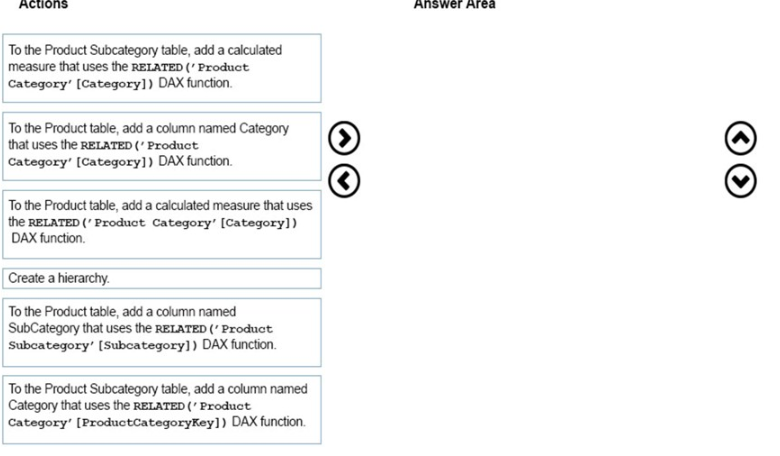 Actions
Answer Area
To the Product Subcategory table, add a calculated
measure that uses the RELATED('Product
Category'[Category]) DAX function.
To the Product table, add a column named Category
that uses the RELATED('Product
Category'[Category]) DAX function.
To the Product table, add a calculated measure that uses
the RELATED('Product Category'[Category])
DAX function.
Create a hierarchy.
To the Product table, add a column named
SubCategory that uses the RELATED('Product
Subcategory'[Subcategory]) DAX function.
To the Product Subcategory table, add a column named
Category that uses the RELATED('Product
Category'[ProductCategoryKey]) DAX function.